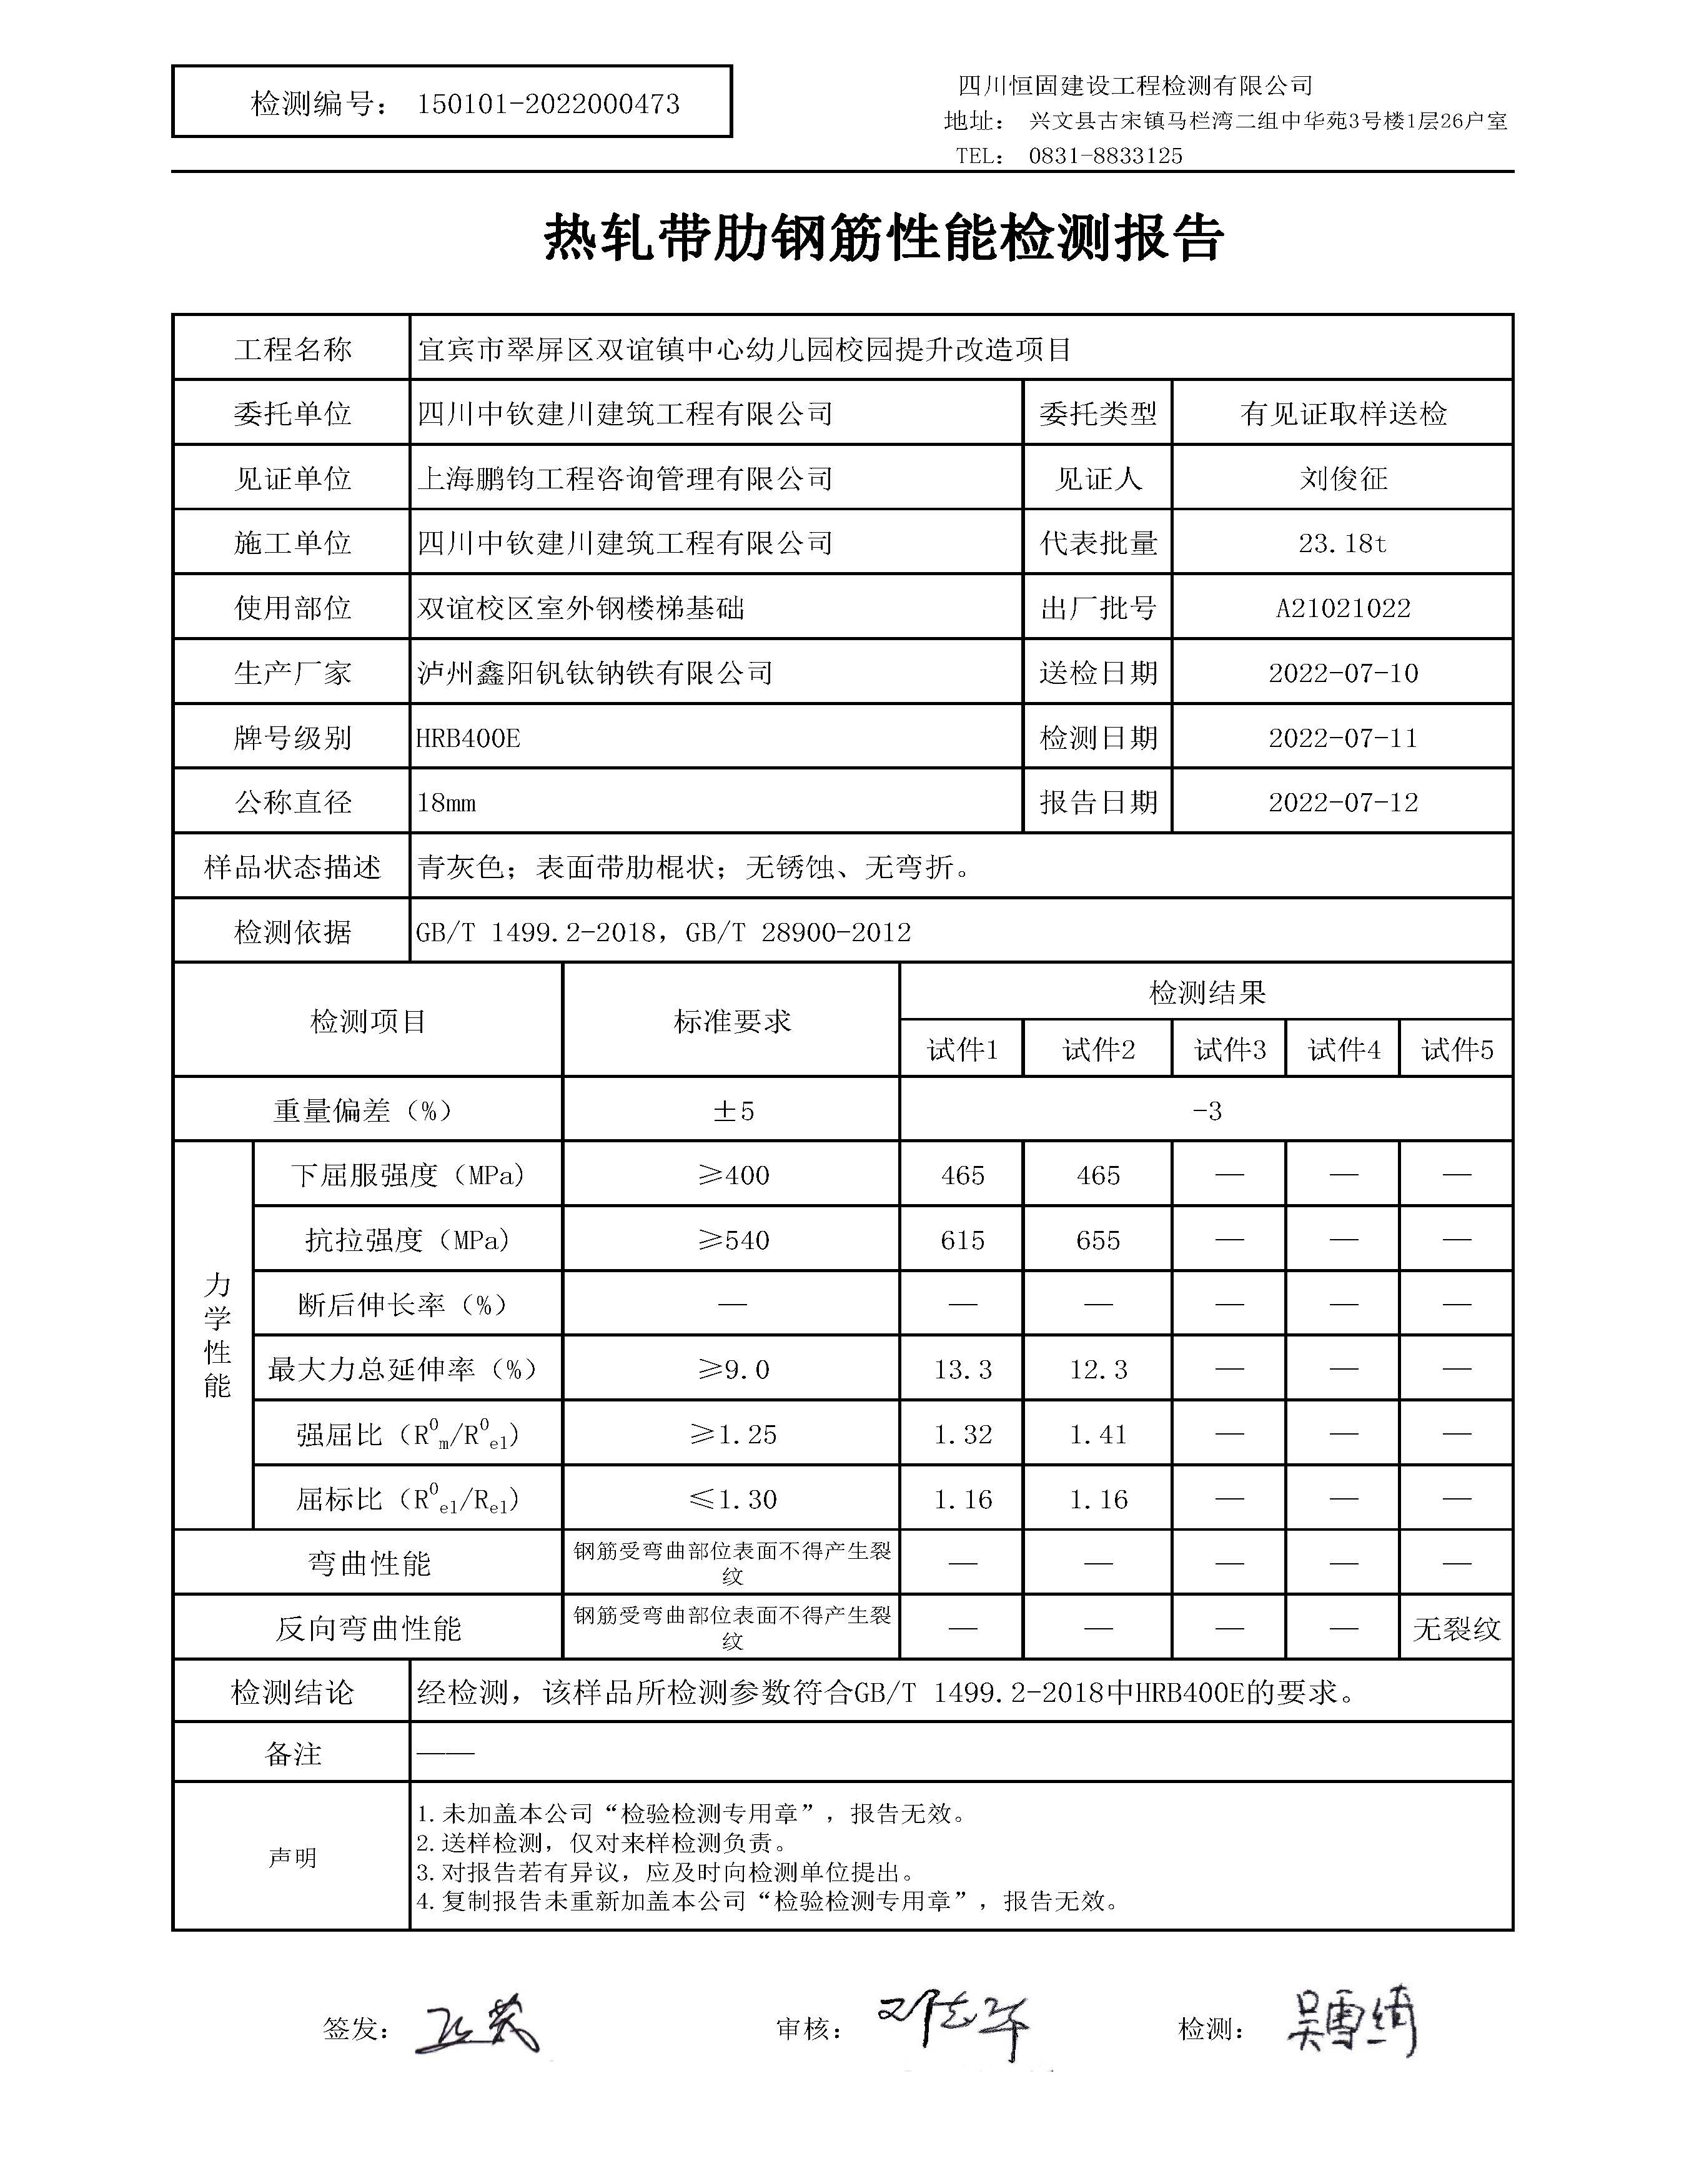 检测编号： 150101-2022000473
四川恒固建设工程检测有限公司
地址： 兴文县古宋镇马栏湾二组中华苑3号楼1层26户室
TEL： 0831-8833125
热轧带肋钢筋性能检测报告
工程名称 宜宾市翠屏区双谊镇中心幼儿园校园提升改造项目
委托单位 四川中钦建川建筑工程有限公司 委托类型 有见证取样送检
见证单位 上海鹏钧工程咨询管理有限公司 见证人 刘俊征
施工单位 四川中钦建川建筑工程有限公司 代表批量 23.18t
使用部位 双谊校区室外钢楼梯基础 出厂批号 A21021022
生产厂家 泸州鑫阳钒钛钠铁有限公司 送检日期 2022-07-10
牌号级别 HRB400E 检测日期 2022-07-11
公称直径 18mm 报告日期 2022-07-12
样品状态描述 青灰色；表面带肋棍状；无锈蚀、无弯折。
检测依据 GB/T 1499.2-2018，GB/T 28900-2012
检测项目 标准要求 检测结果
试件1 试件2 试件3 试件4 试件5
重量偏差（%） ±5 -3
力学性能
下屈服强度（MPa） ≥400 465 465 — — —
抗拉强度（MPa） ≥540 615 655 — — —
断后伸长率（%） — — — — — —
最大力总延伸率（%） ≥9.0 13.3 12.3 — — —
强屈比（R⁰m/R⁰el） ≥1.25 1.32 1.41 — — —
屈标比（R⁰el/Rel） ≤1.30 1.16 1.16 — — —
弯曲性能 钢筋受弯曲部位表面不得产生裂纹 — — — — —
反向弯曲性能 钢筋受弯曲部位表面不得产生裂纹 — — — — 无裂纹
检测结论 经检测，该样品所检测参数符合GB/T 1499.2-2018中HRB400E的要求。
备注 ——
声明
1.未加盖本公司“检验检测专用章”，报告无效。
2.送样检测，仅对来样检测负责。
3.对报告若有异议，应及时向检测单位提出。
4.复制报告未重新加盖本公司“检验检测专用章”，报告无效。
签发： 审核： 检测： 吴雪绮